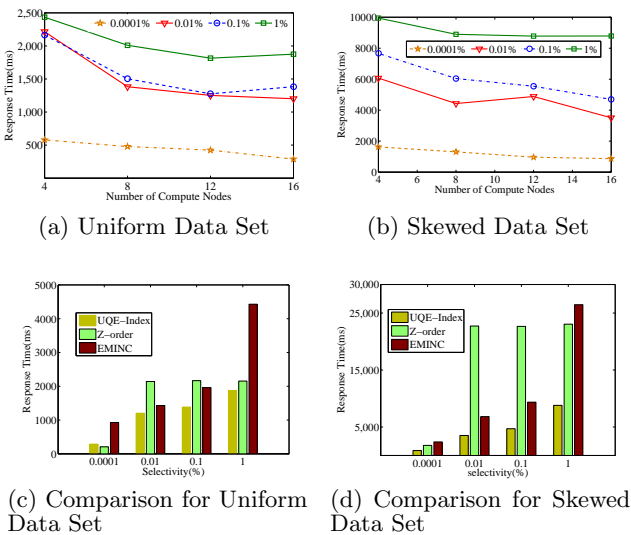 2,500
2,000
1,500
1,000
500
4 8 12 16
Response Time(ms)
Number of Compute Nodes
0.0001% 0.01% 0.1% 1%
(a) Uniform Data Set
10000
8000
6000
4000
2000
0
4 6 8 10 12 14 16
Response Time(ms)
Number of Compute Nodes
0.0001% 0.01% 0.1% 1%
(b) Skewed Data Set
5000
4000
3000
2000
1000
0
0.0001 0.01 0.1 1
Response Time(ms)
Selectivity(%)
UQE-Index
Z-order
EMINC
(c) Comparison for Uniform
Data Set
30,000
25,000
15,000
5,000
0.0001 0.01 0.1 1
Response Time(ms)
Selectivity(%)
UQE-Index
Z-order
EMINC
(d) Comparison for Skewed
Data Set